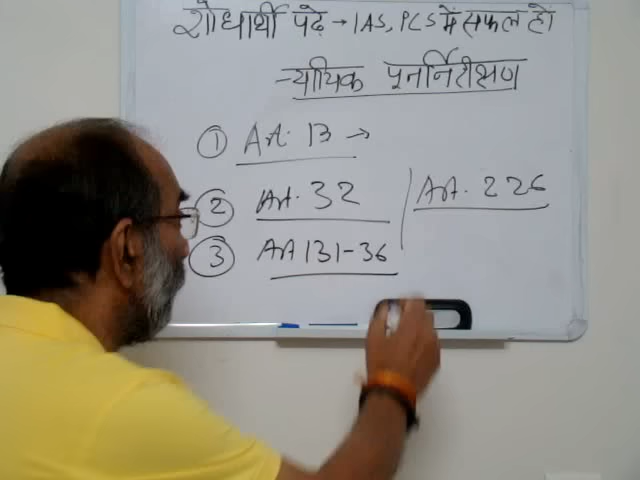 शोधार्थी पढ़े → IAS, PCS में सफल हों
न्यायिक पुनर्निरीक्षण
① Art. 13 →
② Art. 32 / Art. 226
③ Art 131-36